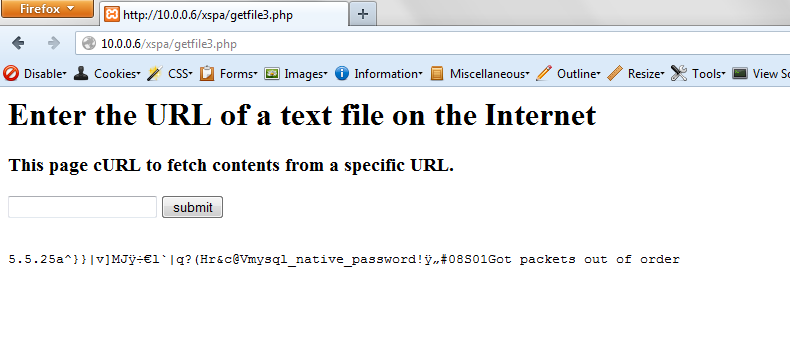 Firefox
http://10.0.0.6/xspa/getfile3.php
10.0.0.6/xspa/getfile3.php
Disable Cookies CSS Forms Images Information Miscellaneous Outline Resize Tools View So
Enter the URL of a text file on the Internet
This page cURL to fetch contents from a specific URL.
submit
5.5.25a^}}|v]MJÿ÷€l`|q?(Hr&c@Vmysql_native_password!ÿ„#08S01Got packets out of order